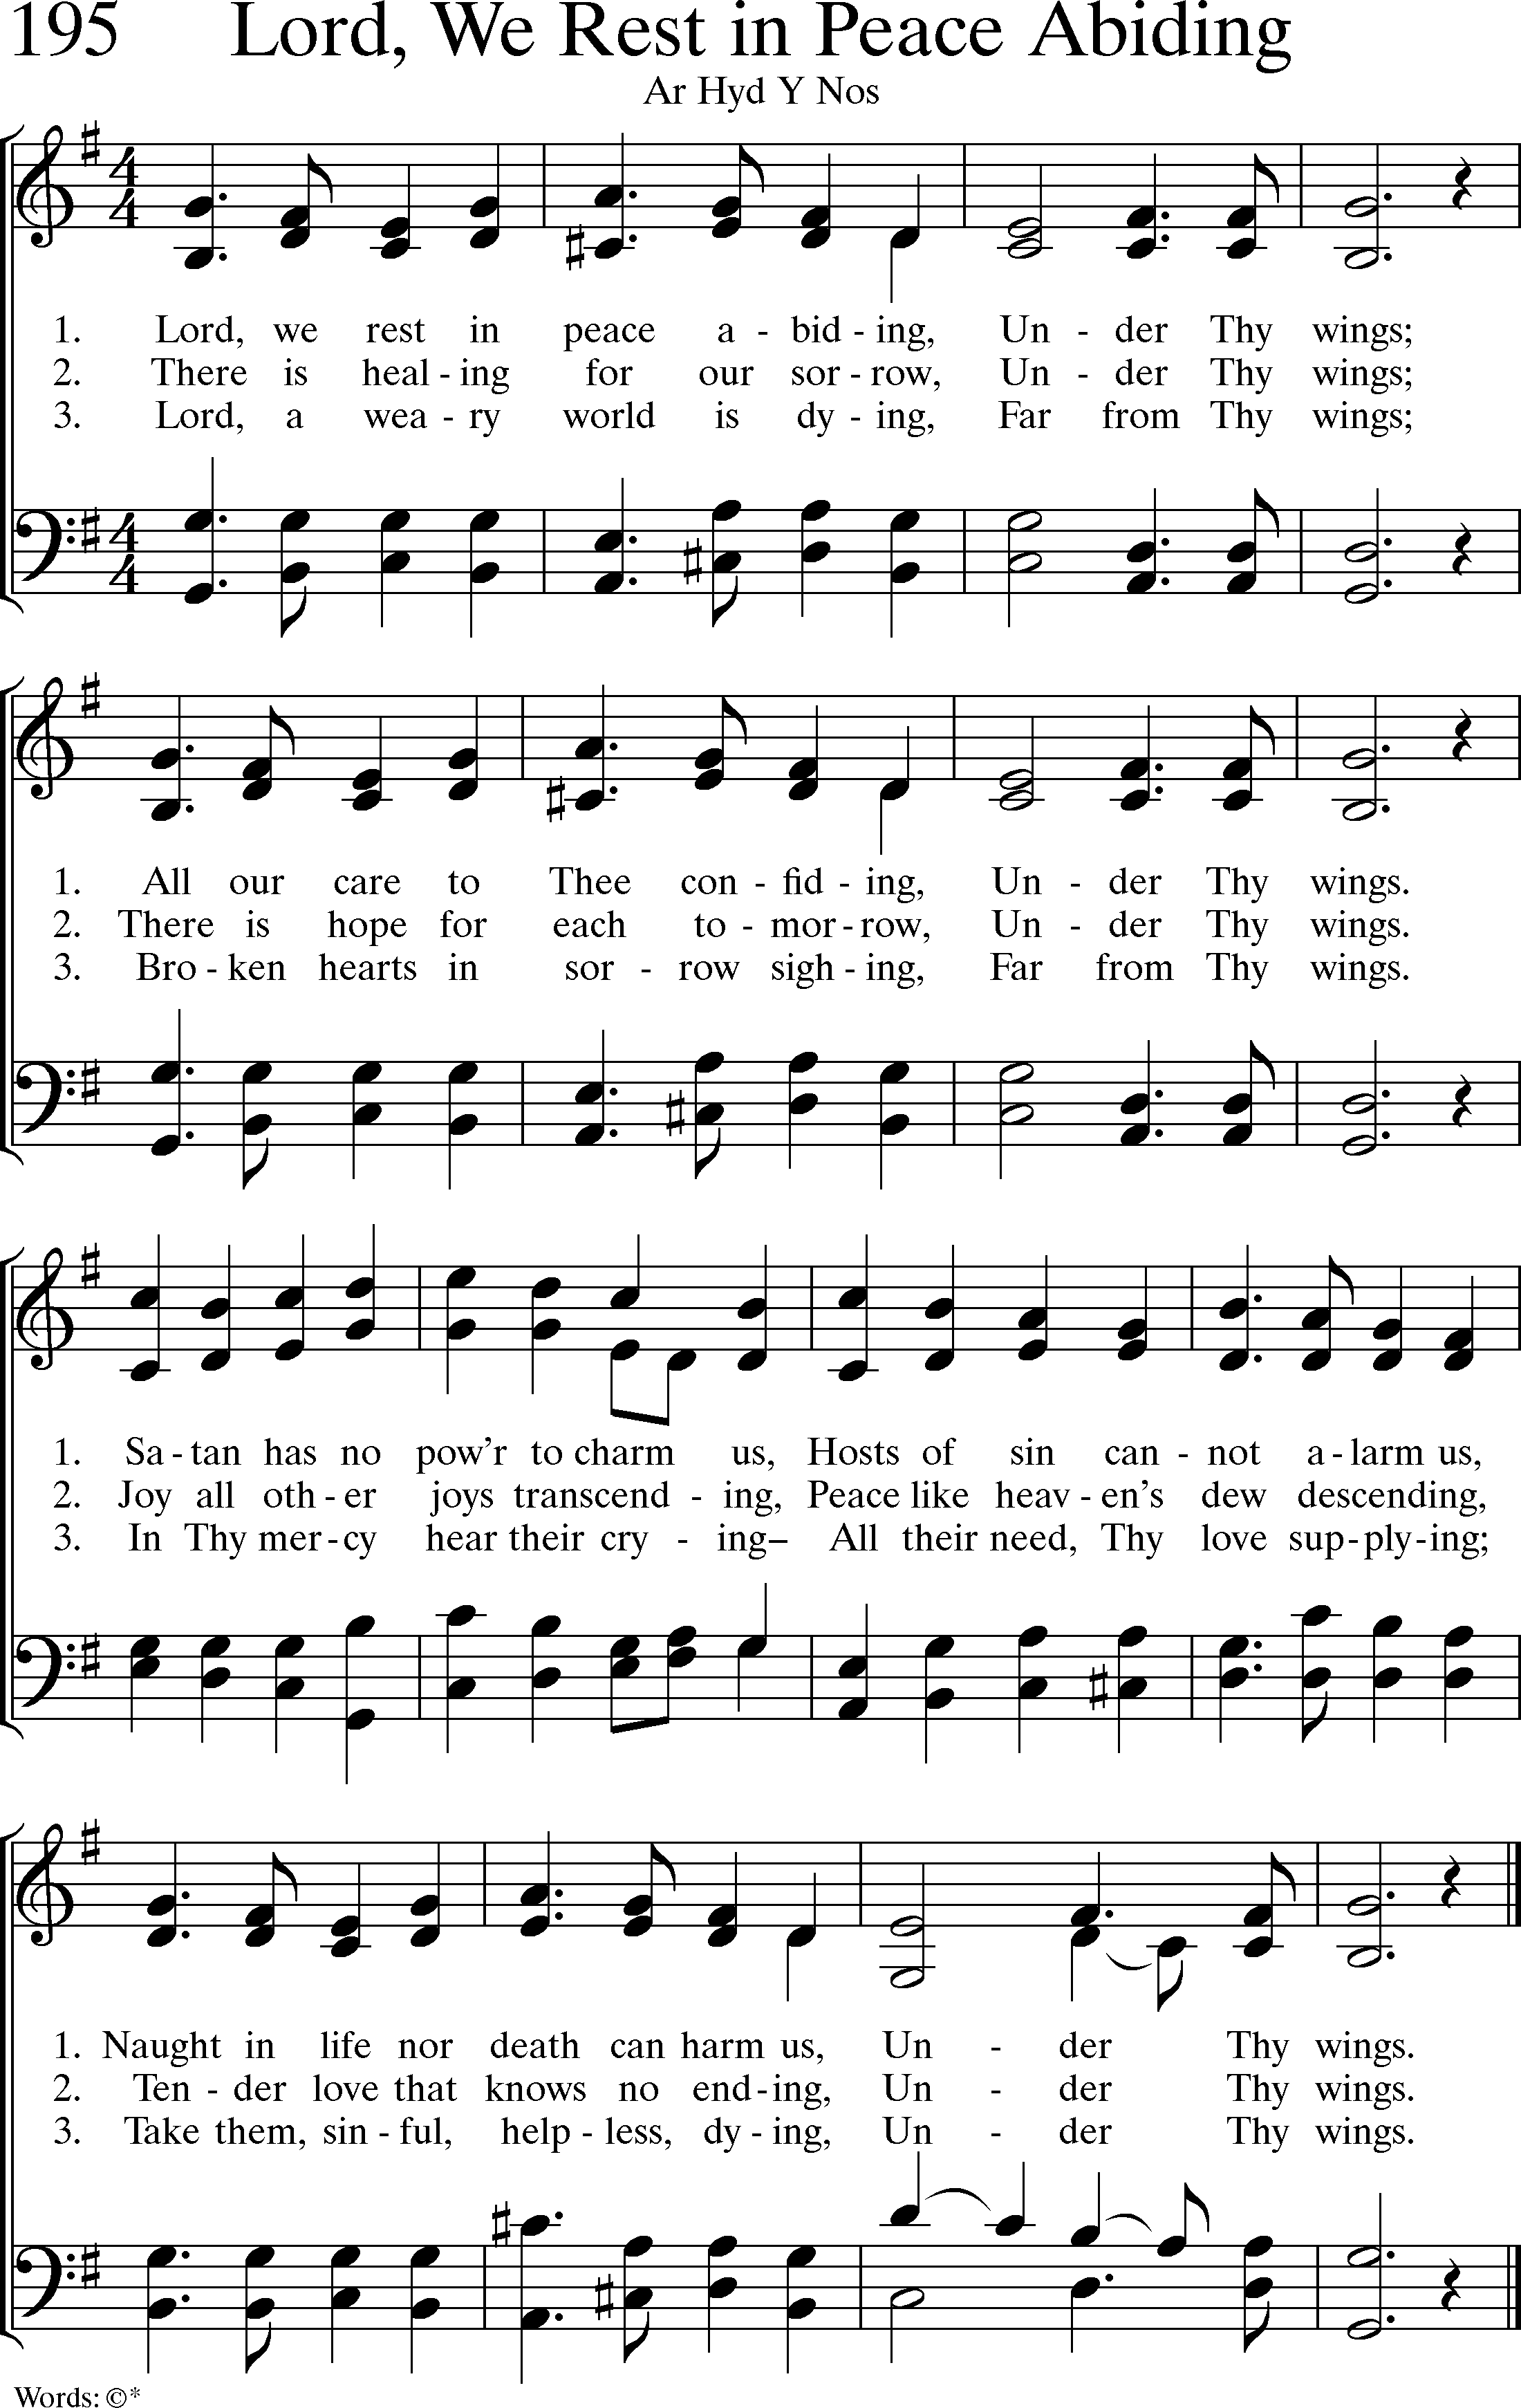 195 Lord, We Rest in Peace Abiding
Ar Hyd Y Nos
1. Lord, we rest in peace a - bid - ing, Un - der Thy wings;
2. There is heal - ing for our sor - row, Un - der Thy wings;
3. Lord, a wea - ry world is dy - ing, Far from Thy wings;
1. All our care to Thee con - fid - ing, Un - der Thy wings.
2. There is hope for each to - mor - row, Un - der Thy wings.
3. Bro - ken hearts in sor - row sigh - ing, Far from Thy wings.
1. Sa - tan has no pow'r to charm us, Hosts of sin can - not a - larm us,
2. Joy all oth - er joys transcend - ing, Peace like heav - en's dew descending,
3. In Thy mer - cy hear their cry - ing– All their need, Thy love sup - ply - ing;
1. Naught in life nor death can harm us, Un - der Thy wings.
2. Ten - der love that knows no end - ing, Un - der Thy wings.
3. Take them, sin - ful, help - less, dy - ing, Un - der Thy wings.
Words: ©*